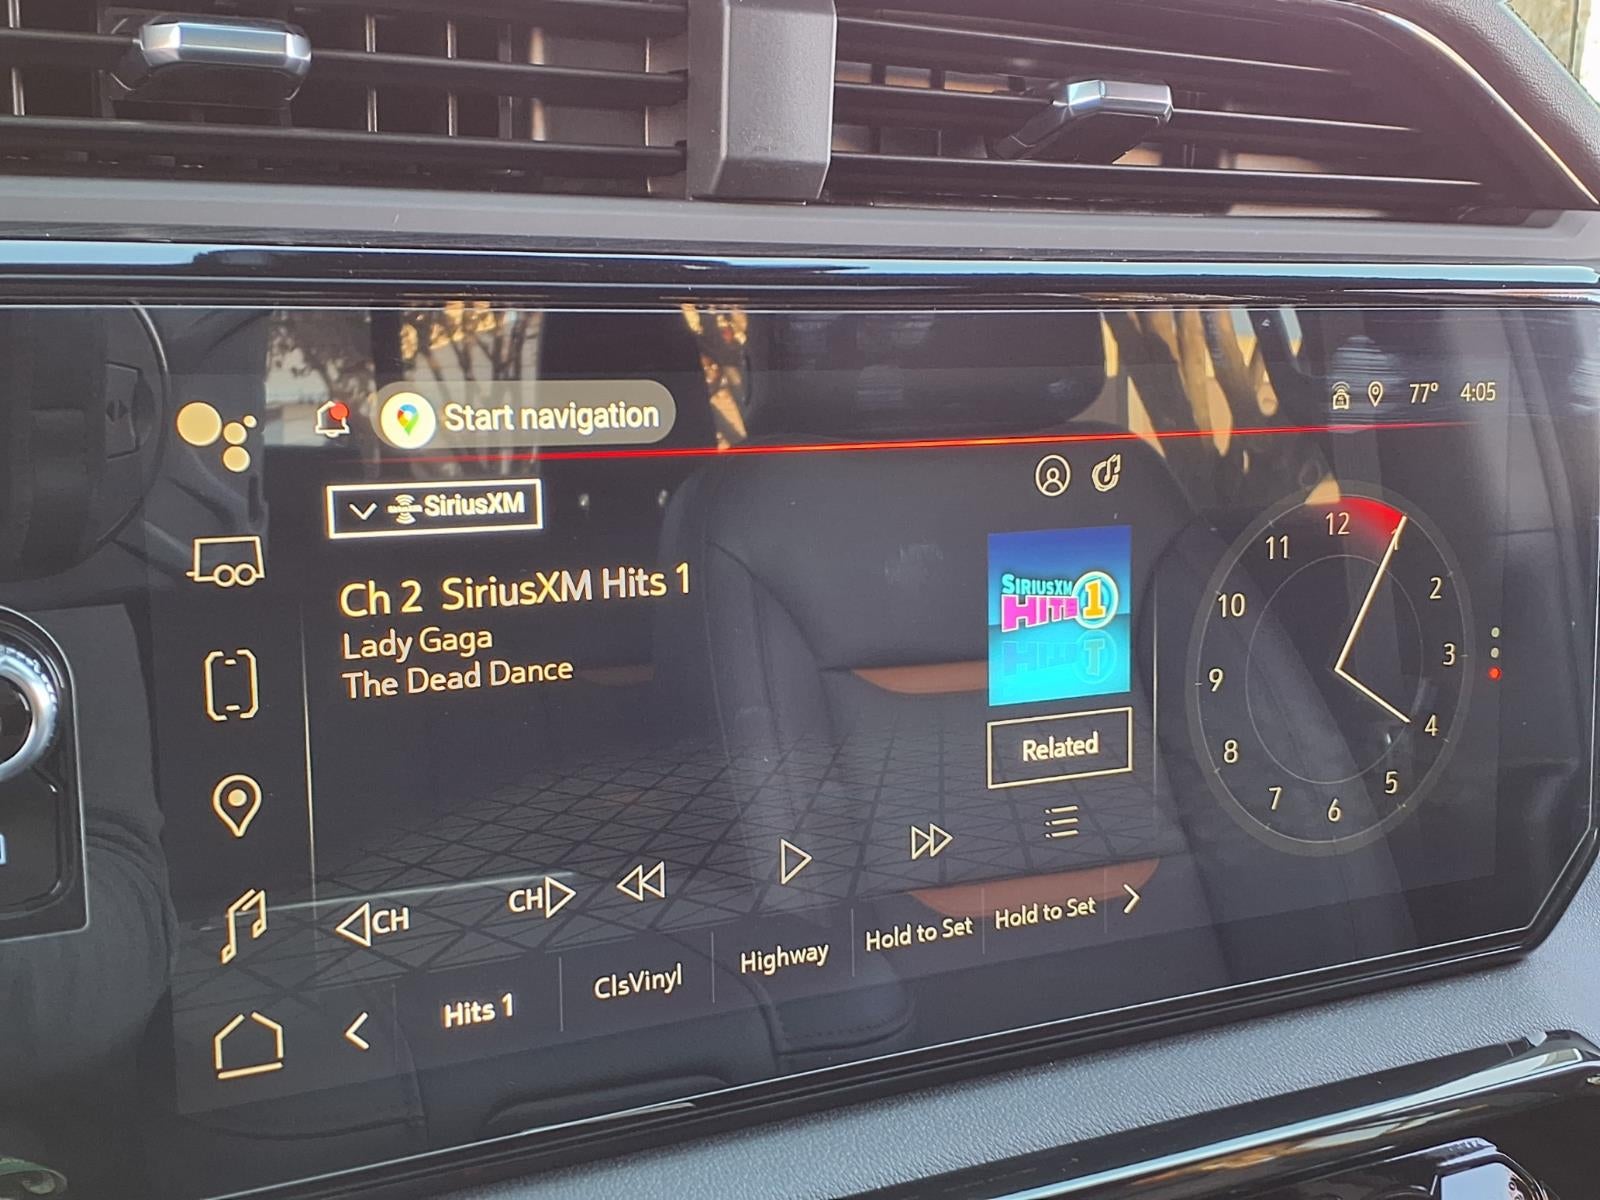 Start navigation
77° 4:05
SiriusXM
Ch 2 SiriusXM Hits 1
Lady Gaga
The Dead Dance
SIRIUSXM
HITS 1
Related
12
1
2
3
4
5
6
7
8
9
10
11
CH
CH
Hits 1
ClsVinyl
Highway
Hold to Set
Hold to Set